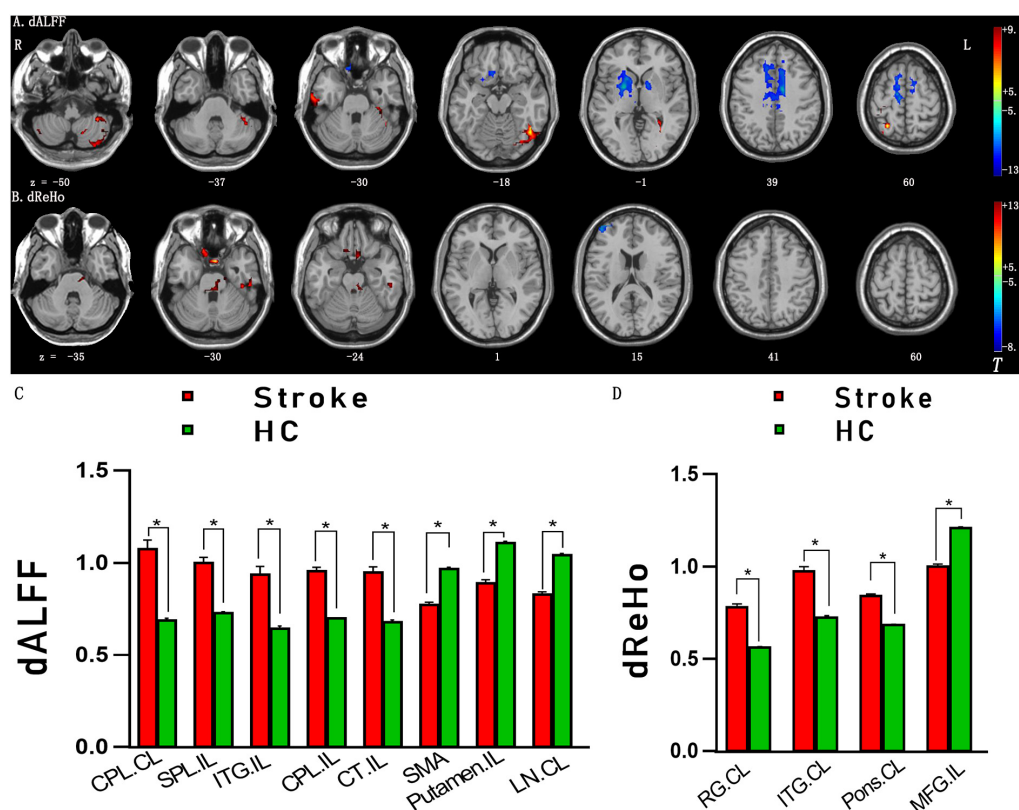 A. dALFF
R
L
+9.
+5.
-5.
-13
z = -50
-37
-30
-18
-1
39
60
B. dReHo
+13
+5.
-5.
-8.
T
z = -35
-30
-24
1
15
41
60
C
Stroke
HC
dALFF
1.5
1.0
0.5
0.0
* * * * * * * *
CPL.CL
SPL.IL
ITG.IL
CPL.IL
CT.IL
SMA
Putamen.IL
LN.CL
D
Stroke
HC
dReHo
1.5
1.0
0.5
0.0
* * * *
RG.CL
ITG.CL
Pons.CL
MFG.IL